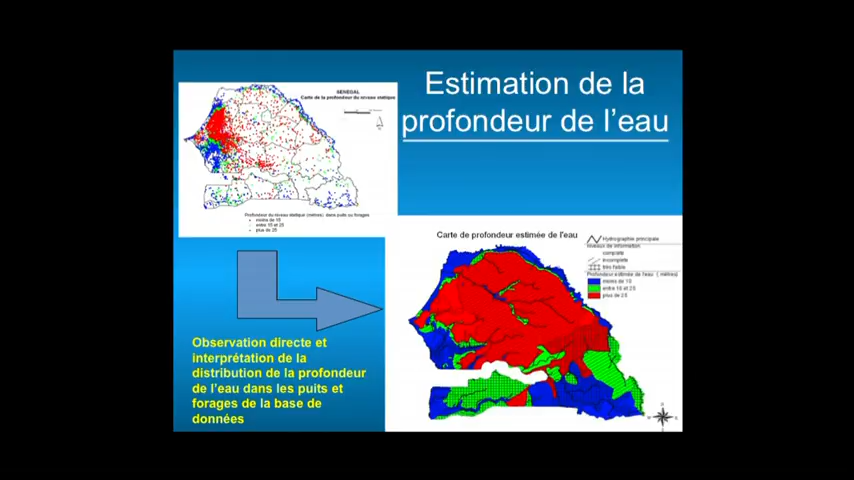 Estimation de la
profondeur de l'eau
SENEGAL
Carte de la profondeur du niveau statique
Profondeur du niveau statique (mètres) dans puits ou forages
moins de 15
entre 15 et 25
plus de 25
Carte de profondeur estimée de l'eau
Hydrographie principale
Niveaux de information
complete
incomplete
très faible
Profondeur estimée de l'eau (mètres)
moins de 15
entre 15 et 25
plus de 25
Observation directe et
interprétation de la
distribution de la profondeur
de l'eau dans les puits et
forages de la base de
données